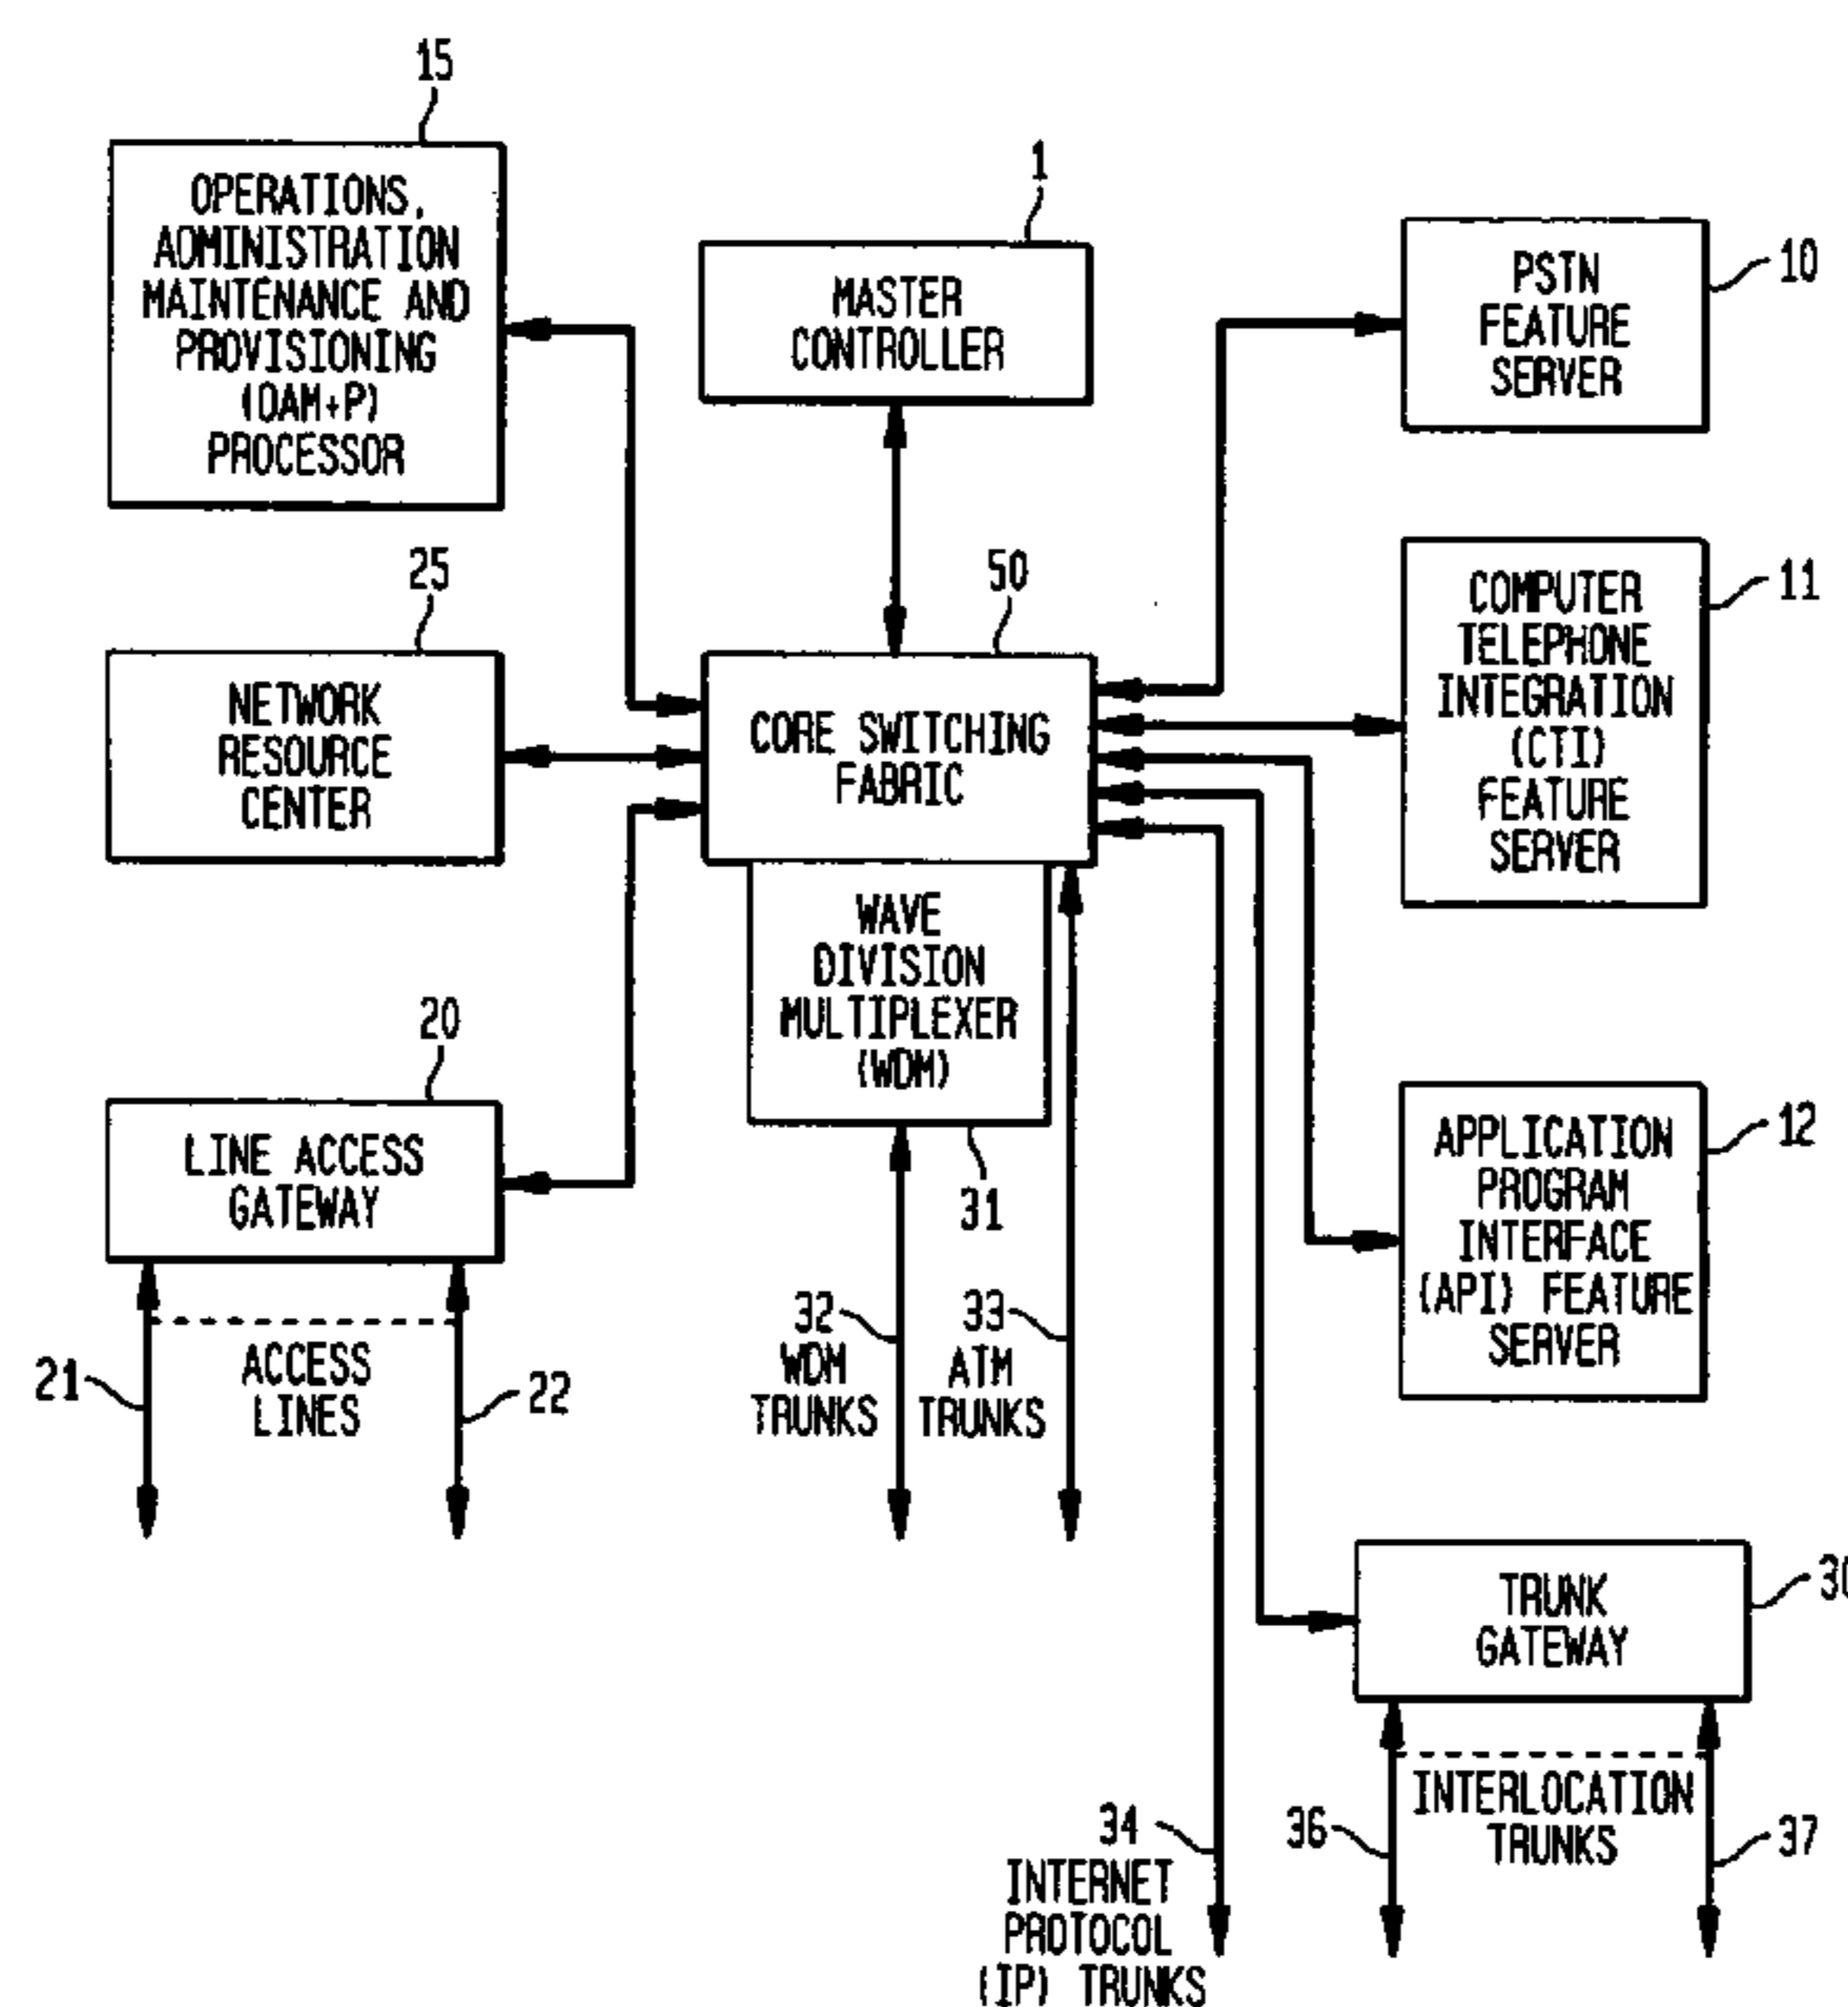 15
OPERATIONS,
ADMINISTRATION
MAINTENANCE AND
PROVISIONING
(OAM+P)
PROCESSOR
1
MASTER
CONTROLLER
PSTN
FEATURE
SERVER
10
25
NETWORK
RESOURCE
CENTER
50
CORE SWITCHING
FABRIC
COMPUTER
TELEPHONE
INTEGRATION
(CTI)
FEATURE
SERVER
11
WAVE
DIVISION
MULTIPLEXER
(WDM)
31
20
LINE ACCESS
GATEWAY
21
ACCESS
LINES
22
32
WDM
TRUNKS
33
ATM
TRUNKS
APPLICATION
PROGRAM
INTERFACE
(API) FEATURE
SERVER
12
TRUNK
GATEWAY
30
34
INTERNET
PROTOCOL
(IP) TRUNKS
36
INTERLOCATION
TRUNKS
37